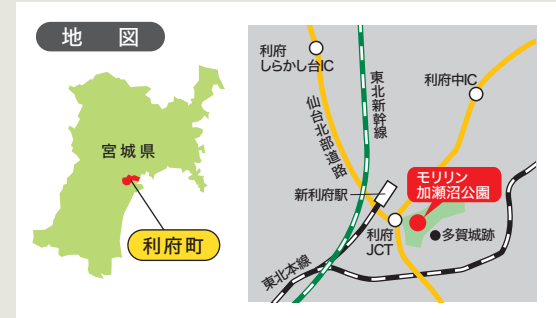 地 図
宮城県
利府町
利府
しらかし台IC
東北新幹線
利府中IC
仙台北部道路
モリリン
加瀬沼公園
新利府駅
利府
JCT
多賀城跡
東北本線